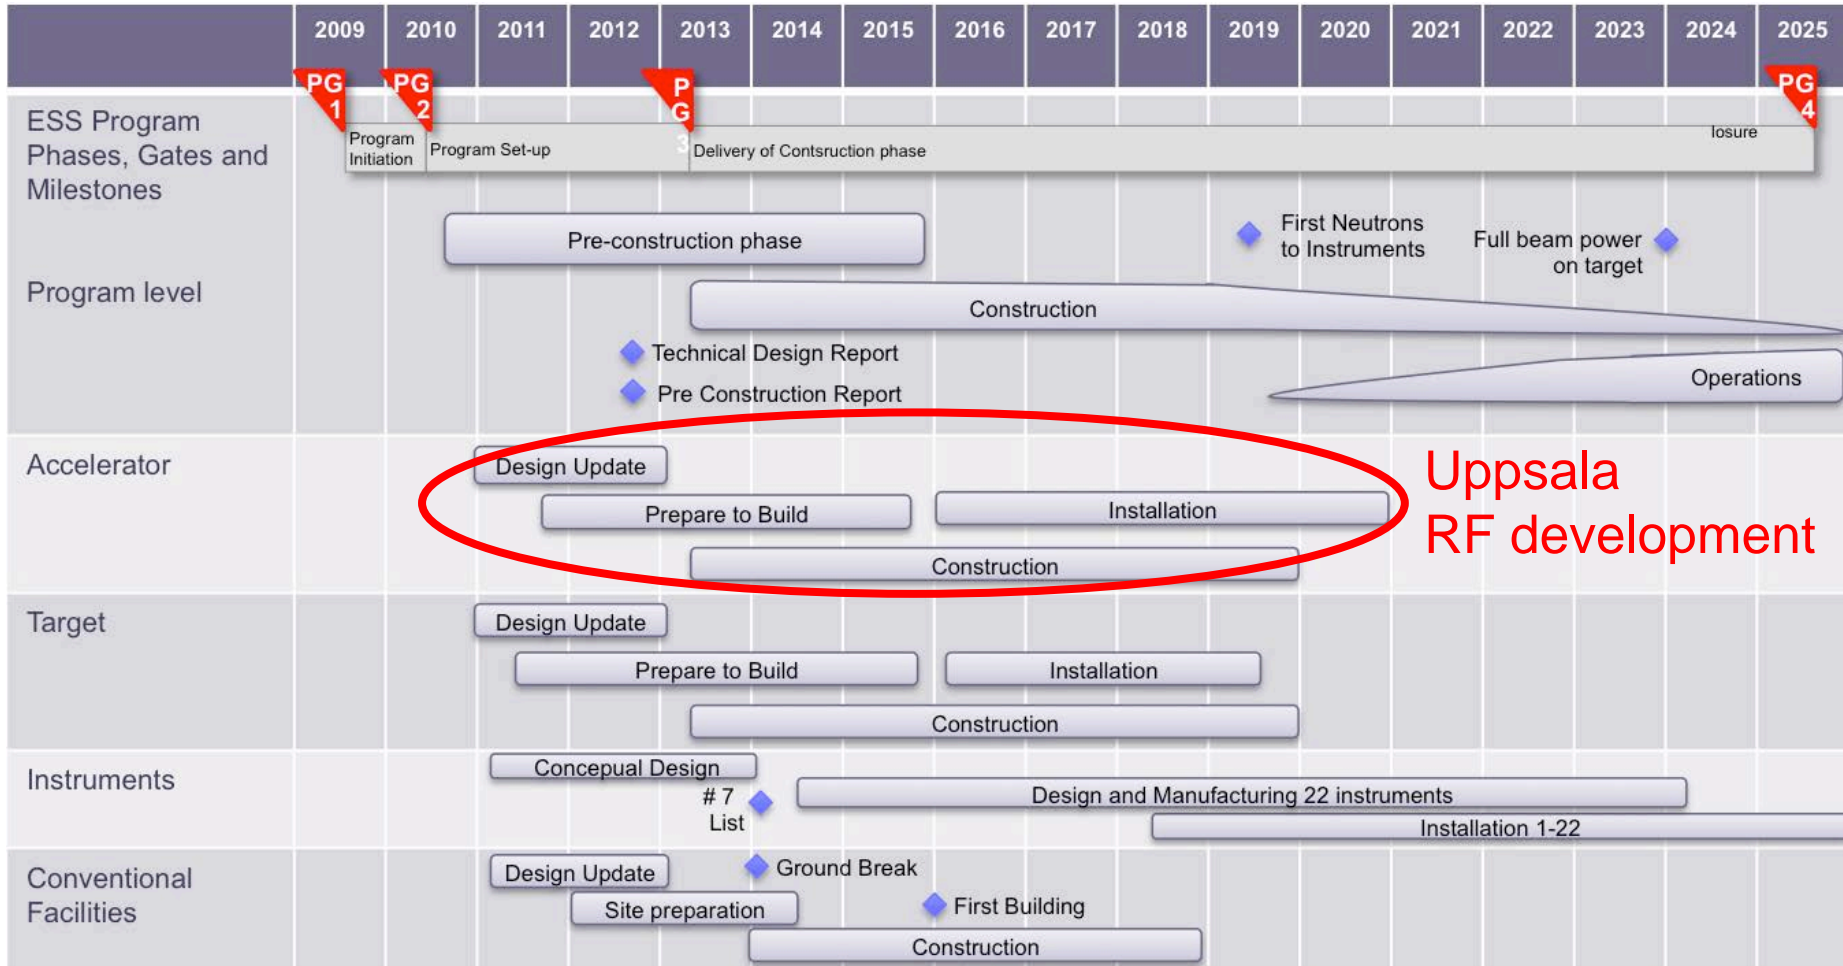 2009 2010 2011 2012 2013 2014 2015 2016 2017 2018 2019 2020 2021 2022 2023 2024 2025
PG
1
PG
2
P
G
3
PG
4
ESS Program
Phases, Gates and
Milestones
Program
Initiation
Program Set-up
Delivery of Contsruction phase
losure
Pre-construction phase
First Neutrons
to Instruments
Full beam power
on target
Program level
Construction
Technical Design Report
Pre Construction Report
Operations
Accelerator
Design Update
Prepare to Build
Installation
Construction
Uppsala
RF development
Target
Design Update
Prepare to Build
Installation
Construction
Instruments
Concepual Design
# 7
List
Design and Manufacturing 22 instruments
Installation 1-22
Conventional
Facilities
Design Update
Ground Break
Site preparation
First Building
Construction